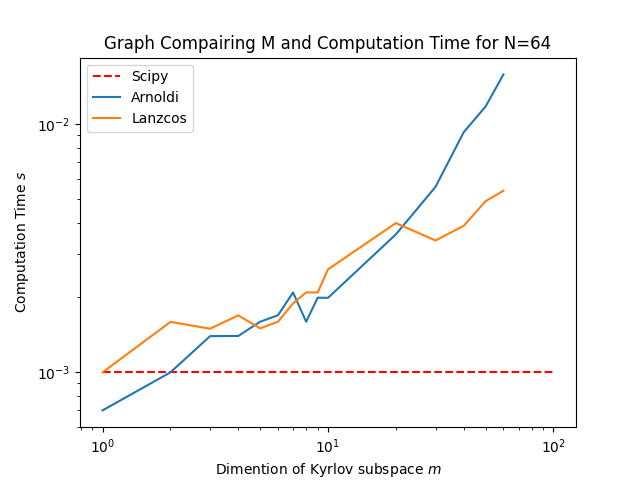 Graph Compairing M and Computation Time for N=64
Scipy
Arnoldi
Lanzcos
Computation Time s
10⁻²
10⁻³
10⁰
10¹
10²
Dimention of Kyrlov subspace m